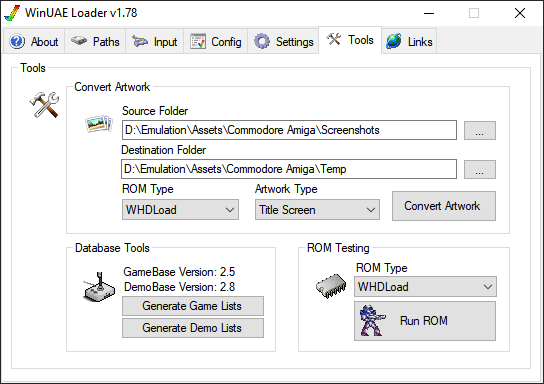 WinUAE Loader v1.78
About Paths Input Config Settings Tools Links
Tools
Convert Artwork
Source Folder
D:\Emulation\Assets\Commodore Amiga\Screenshots ...
Destination Folder
D:\Emulation\Assets\Commodore Amiga\Temp ...
ROM Type Artwork Type
WHDLoad Title Screen Convert Artwork
Database Tools
GameBase Version: 2.5
DemoBase Version: 2.8
Generate Game Lists
Generate Demo Lists
ROM Testing
ROM Type
WHDLoad
Run ROM